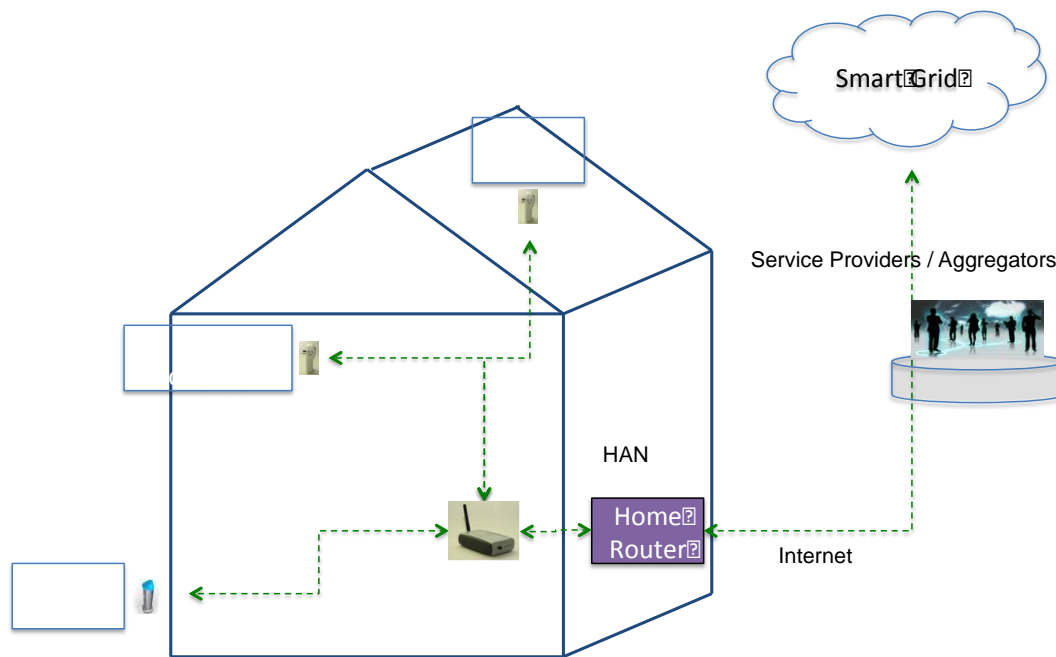 Smart Grid
Service Providers / Aggregators
HAN
Home
Router
Internet